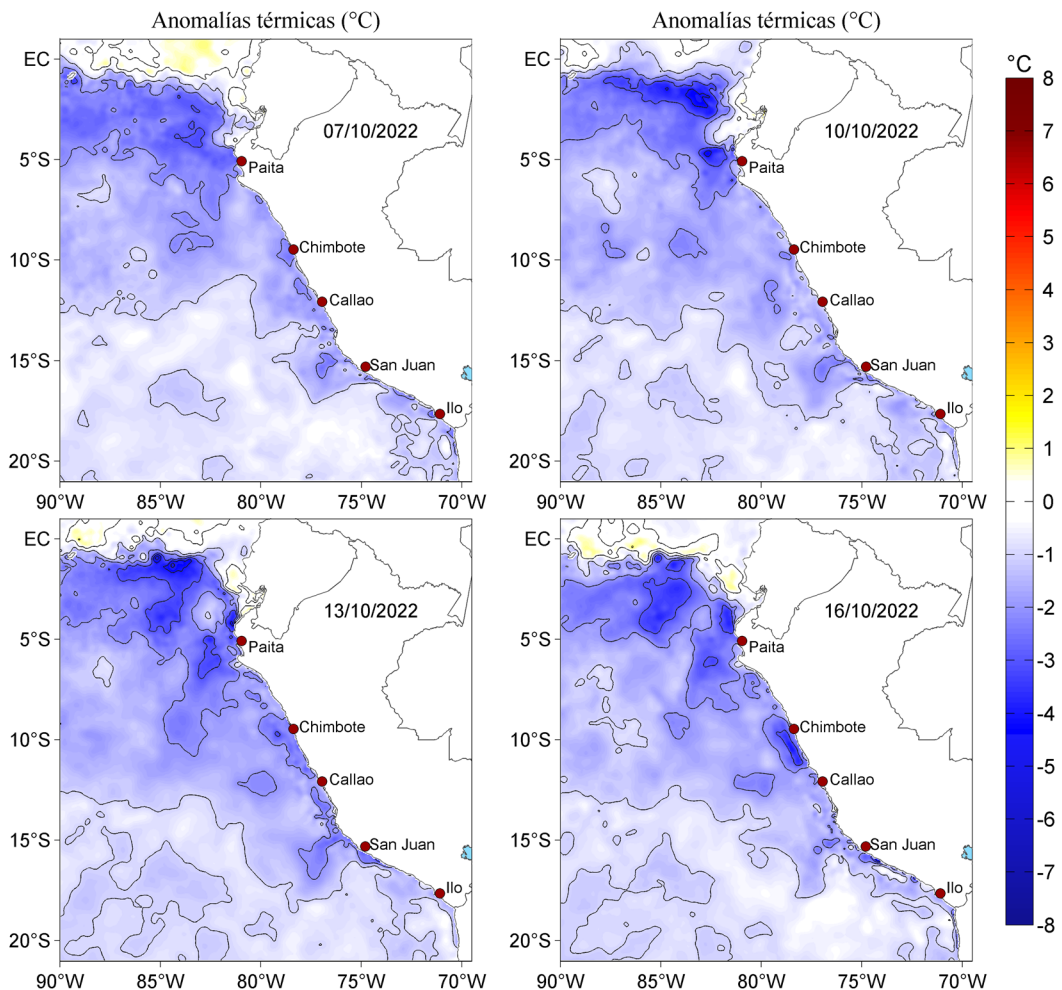 Anomalías térmicas (°C)
Anomalías térmicas (°C)
EC
5°S
10°S
15°S
20°S
90°W
85°W
80°W
75°W
70°W
07/10/2022
Paita
Chimbote
Callao
San Juan
Ilo
EC
5°S
10°S
15°S
20°S
90°W
85°W
80°W
75°W
70°W
10/10/2022
Paita
Chimbote
Callao
San Juan
Ilo
°C
8
7
6
5
4
3
2
1
0
-1
-2
-3
-4
-5
-6
-7
-8
EC
5°S
10°S
15°S
20°S
90°W
85°W
80°W
75°W
70°W
13/10/2022
Paita
Chimbote
Callao
San Juan
Ilo
EC
5°S
10°S
15°S
20°S
90°W
85°W
80°W
75°W
70°W
16/10/2022
Paita
Chimbote
Callao
San Juan
Ilo